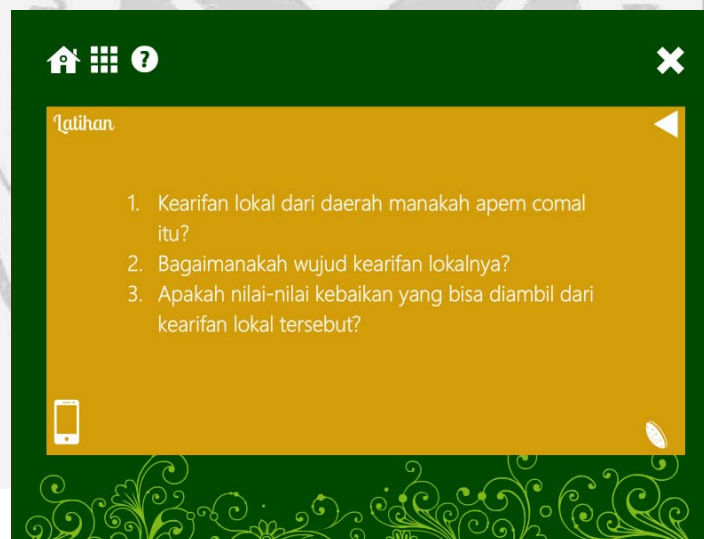 Latihan
1. Kearifan lokal dari daerah manakah apem comal
itu?
2. Bagaimanakah wujud kearifan lokalnya?
3. Apakah nilai-nilai kebaikan yang bisa diambil dari
kearifan lokal tersebut?